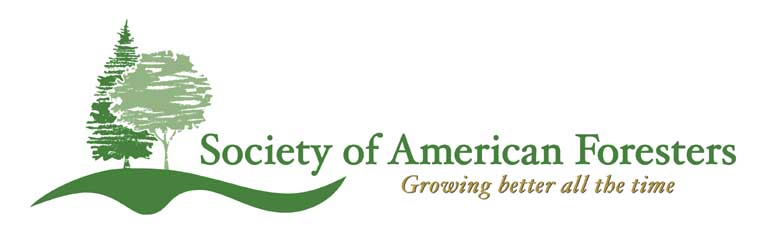 Society of American Foresters
Growing better all the time